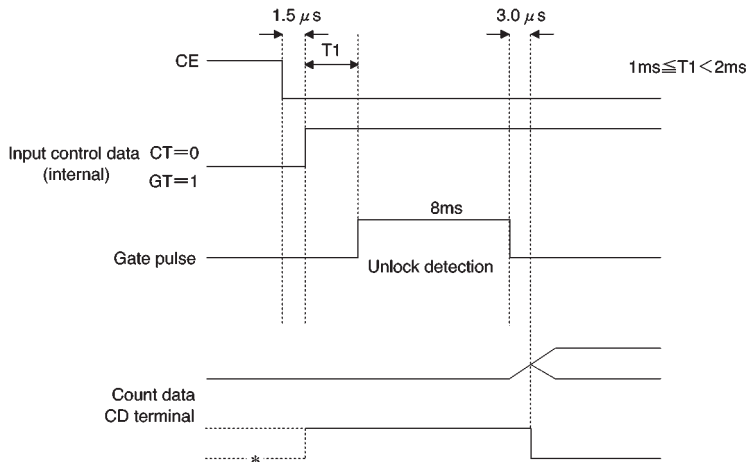 1.5 μs
3.0 μs
T1
CE
1ms≦T1<2ms
Input control data CT=0
(internal)
GT=1
8ms
Gate pulse
Unlock detection
Count data
CD terminal
*